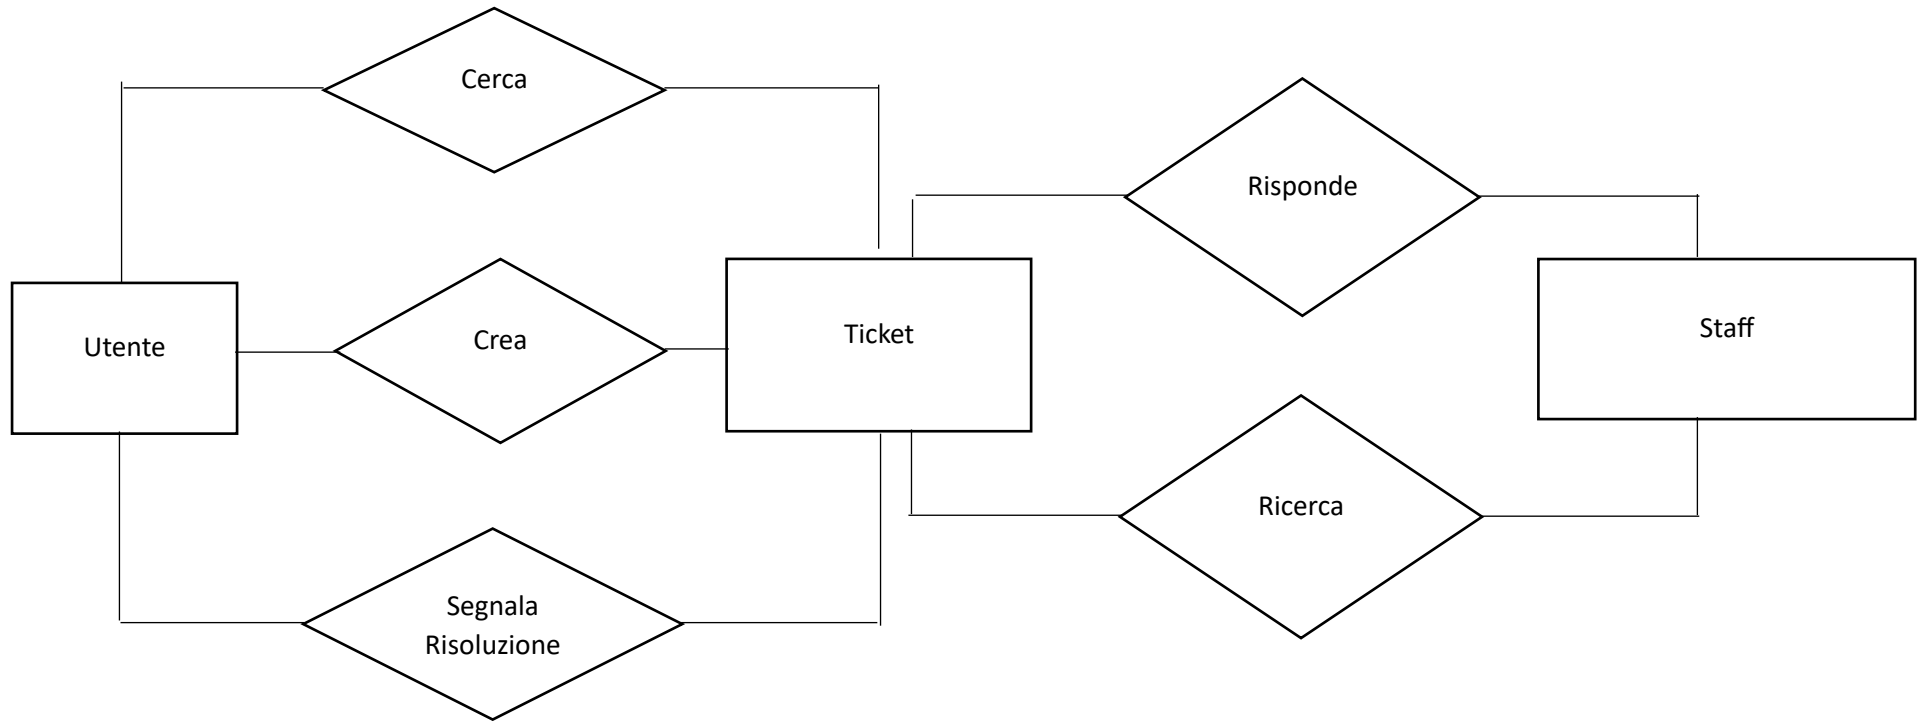 Cerca
Risponde
Utente
Crea
Ticket
Staff
Segnala
Risoluzione
Ricerca